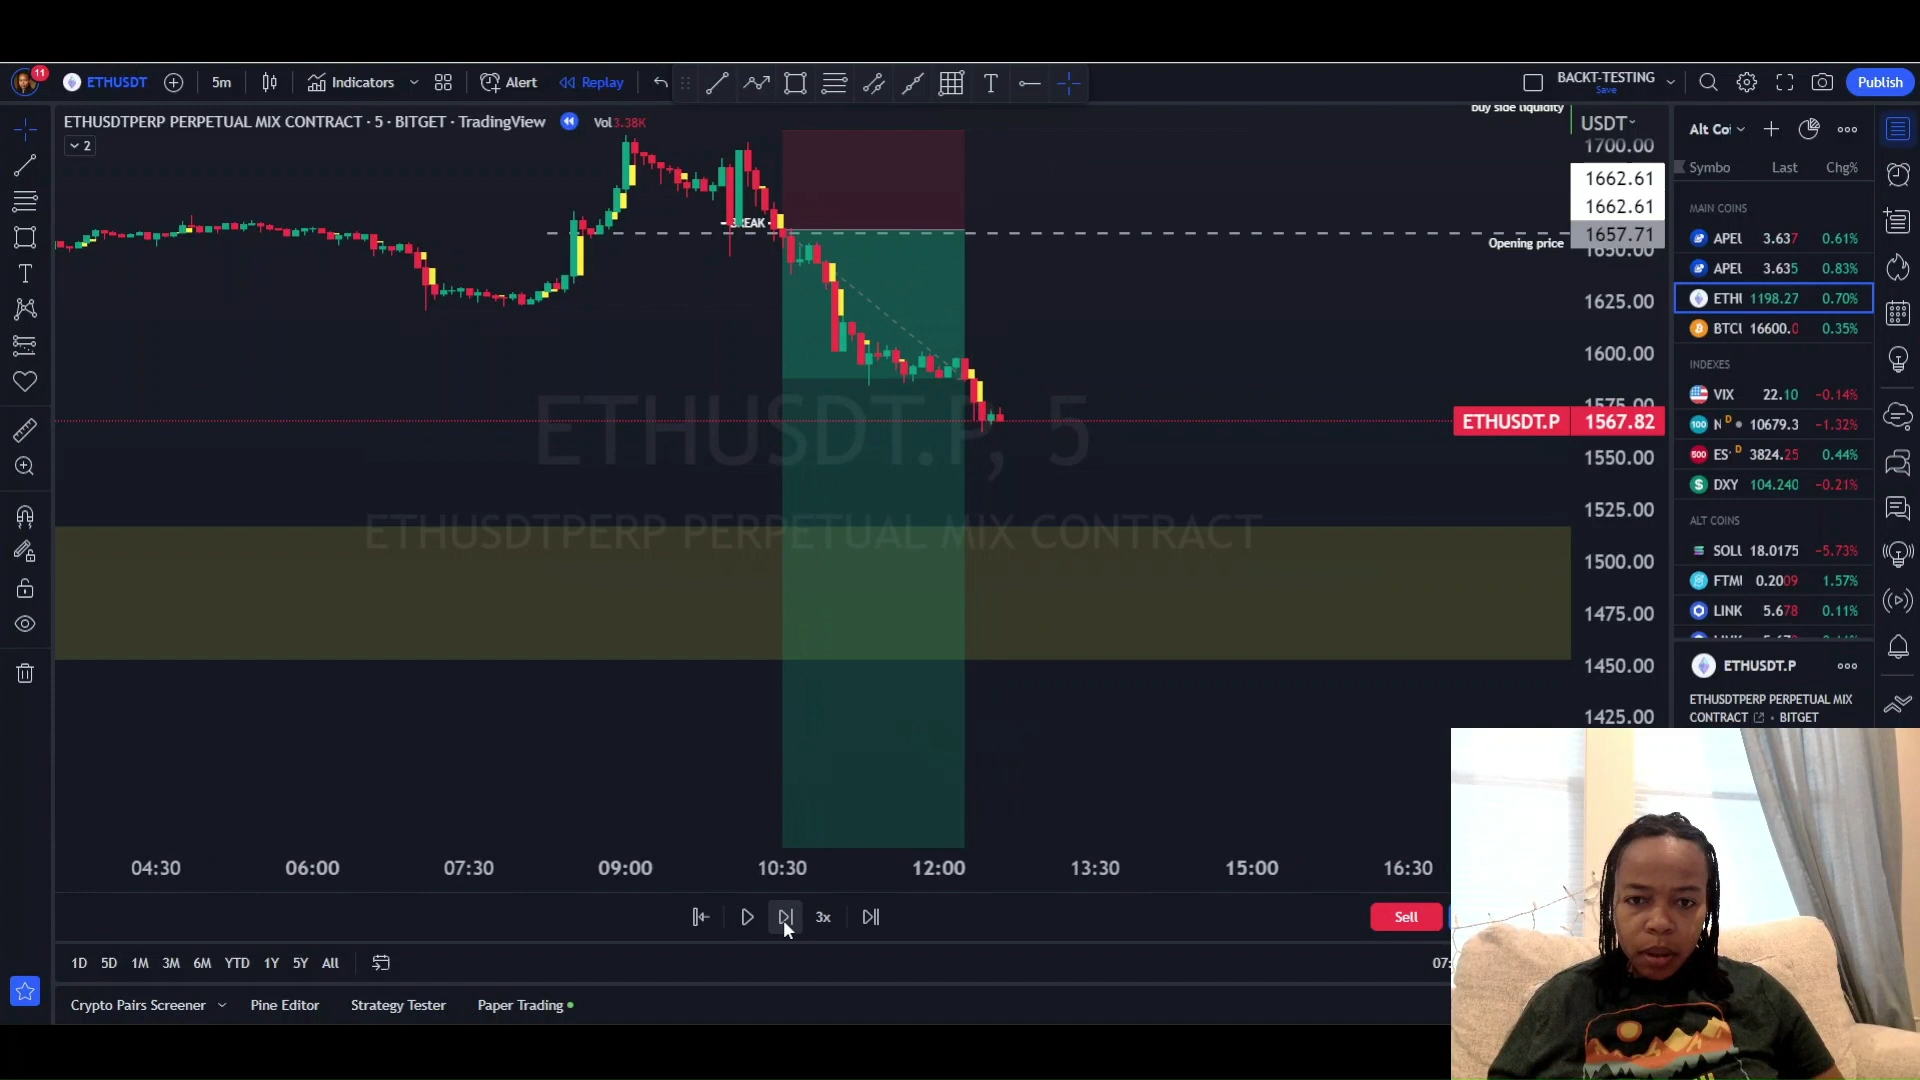 11 ETHUSDT 5m Indicators Alert Replay BACKT-TESTING Save Publish
ETHUSDTPERP PERPETUAL MIX CONTRACT · 5 · BITGET · TradingView Vol 3.38K
2
buy side liquidity
USDT
1700.00
1662.61
1662.61
1657.71
Opening price
1625.00
1600.00
ETHUSDT.P 1567.82
1550.00
1525.00
1500.00
1475.00
1450.00
1425.00
ETHUSDT.P, 5
ETHUSDTPERP PERPETUAL MIX CONTRACT
04:30 06:00 07:30 09:00 10:30 12:00 13:30 15:00 16:30
3x Sell
1D 5D 1M 3M 6M YTD 1Y 5Y All
Crypto Pairs Screener Pine Editor Strategy Tester Paper Trading
Symbo Last Chg%
MAIN COINS
3.637 0.61%
3.635 0.83%
1198.27 0.70%
16600.0 0.35%
INDEXES
VIX 22.10 −0.14%
100 N D 10679.3 −1.32%
500 ES D 3824.25 0.44%
DXY 104.240 −0.21%
ALT COINS
18.0175 −5.73%
0.2009 1.57%
LINK 5.678 0.11%
ETHUSDT.P
ETHUSDTPERP PERPETUAL MIX
CONTRACT · BITGET